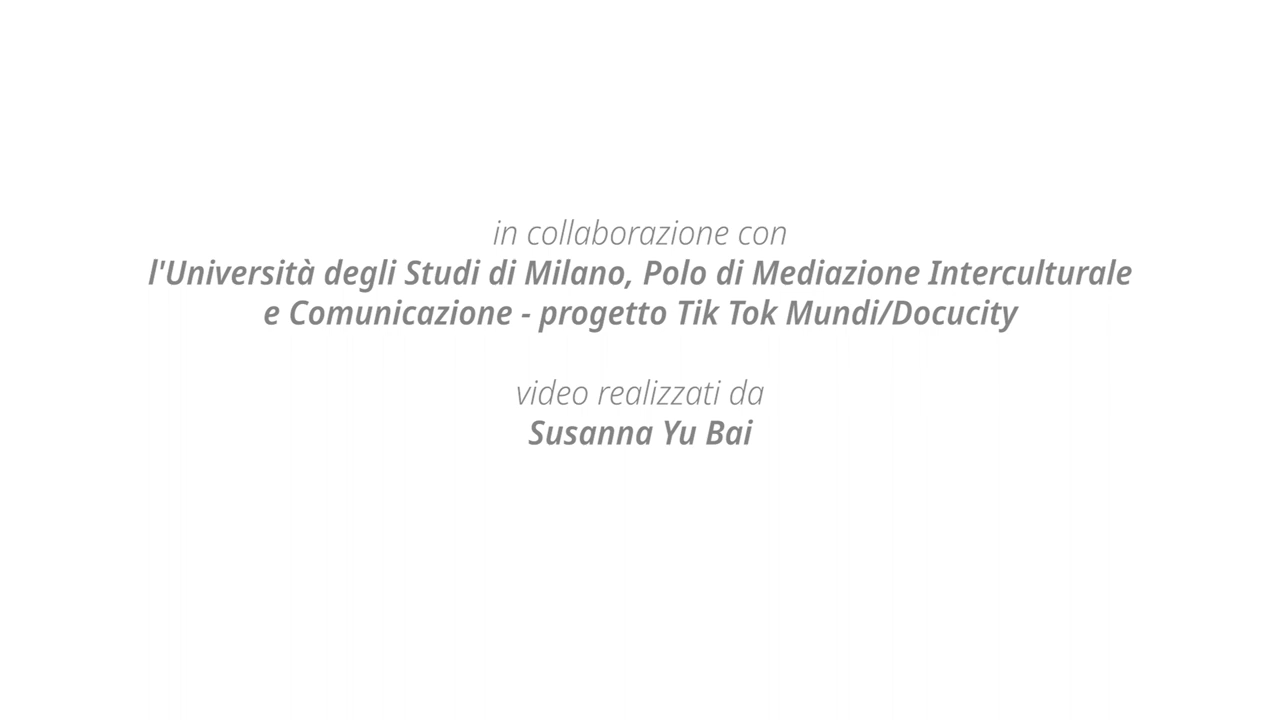 in collaborazione con
l'Università degli Studi di Milano, Polo di Mediazione Interculturale
e Comunicazione - progetto Tik Tok Mundi/Docucity
video realizzati da
Susanna Yu Bai